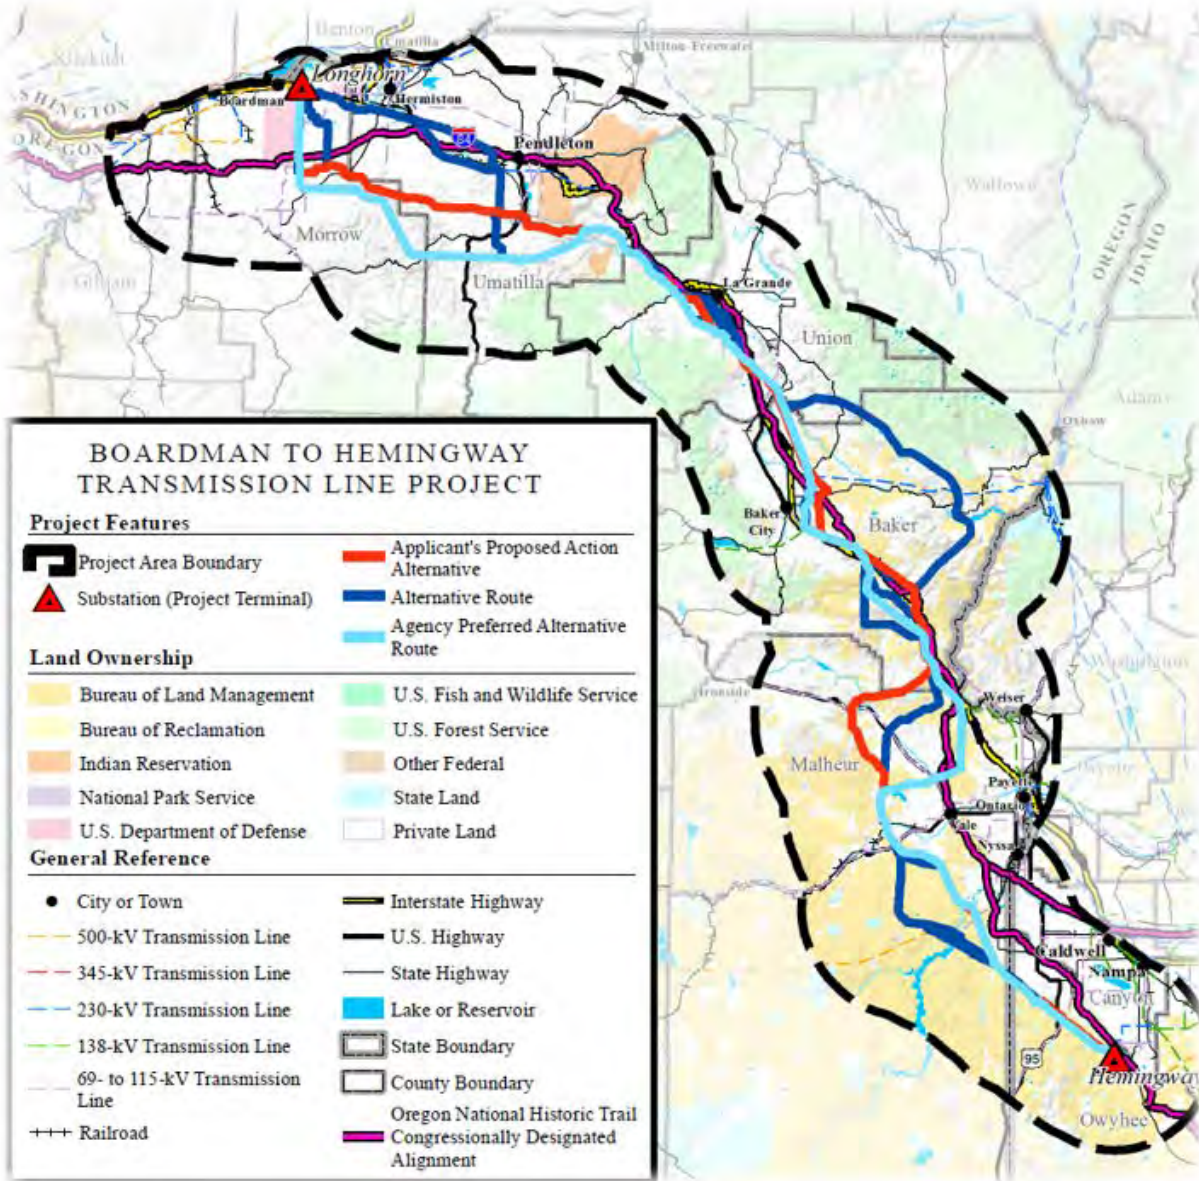 Benton
Umatilla
Klickitat
Milton-Freewater
Longhorn
Boardman
Hermiston
OREGON
84
Pendleton
Wallowa
Morrow
OREGON
IDAHO
Gilliam
Umatilla
La Grande
Union
Adams
Oxbow
BOARDMAN TO HEMINGWAY
TRANSMISSION LINE PROJECT
Project Features
Project Area Boundary
Substation (Project Terminal)
Applicant's Proposed Action
Alternative
Alternative Route
Agency Preferred Alternative
Route
Land Ownership
Bureau of Land Management
Bureau of Reclamation
Indian Reservation
National Park Service
U.S. Department of Defense
U.S. Fish and Wildlife Service
U.S. Forest Service
Other Federal
State Land
Private Land
General Reference
City or Town
500-kV Transmission Line
345-kV Transmission Line
230-kV Transmission Line
138-kV Transmission Line
69- to 115-kV Transmission
Line
Railroad
Interstate Highway
U.S. Highway
State Highway
Lake or Reservoir
State Boundary
County Boundary
Oregon National Historic Trail
Congressionally Designated
Alignment
Baker
City
Baker
Washington
Ironside
Weiser
Malheur
Payette
Payette
Ontario
Vale
Nyssa
Caldwell
Nampa
Canyon
95
Hemingway
Owyhee